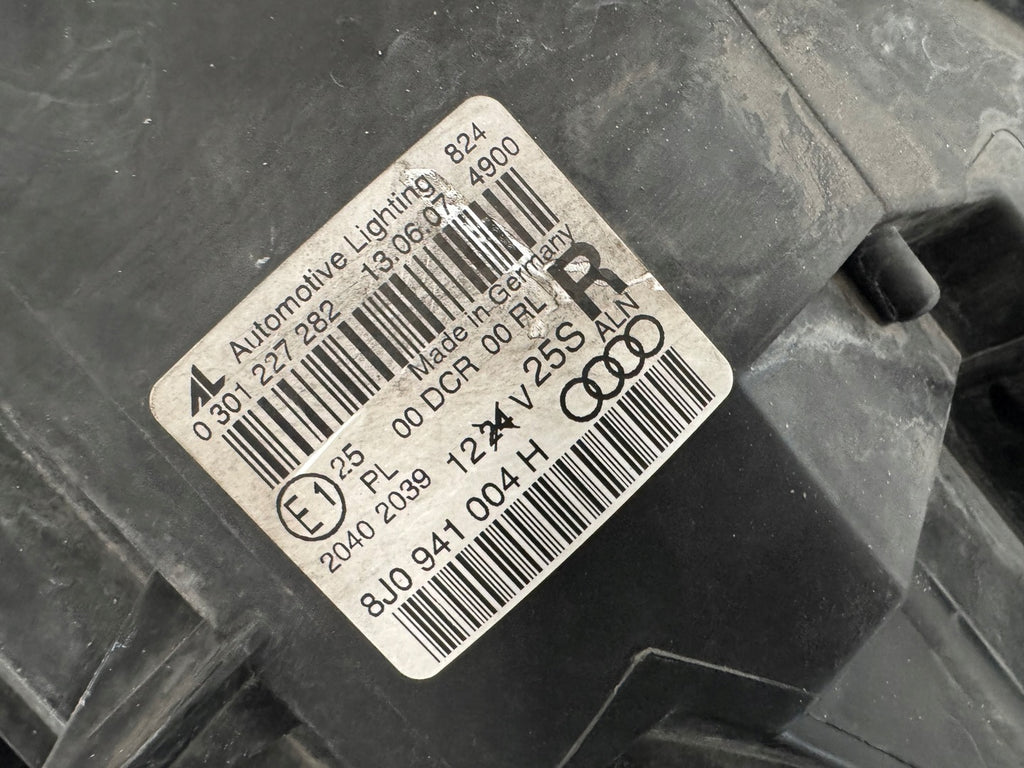 AL Automotive Lighting 824
0 301 227 282 13.06.07 4900
Made in Germany
R
E1 25 00 DCR 00 RL
PL
2040 2039 1224 V 25S ALN
8J0 941 004 H